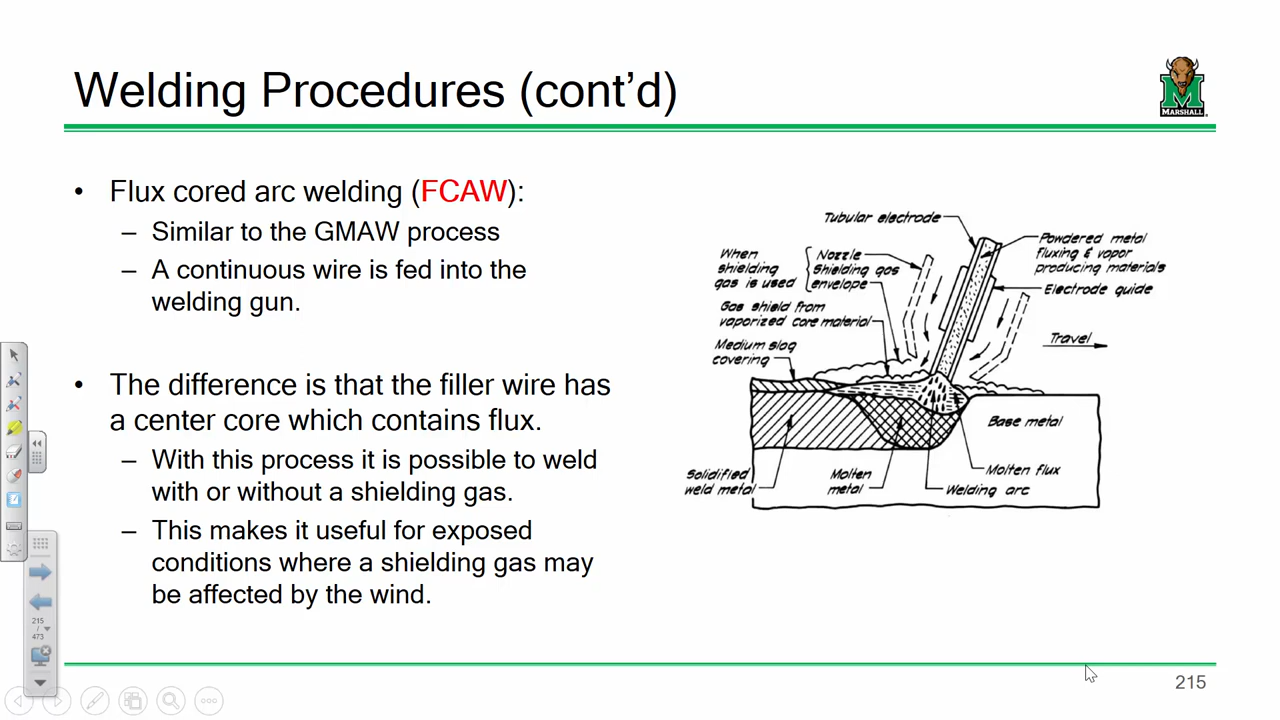 Welding Procedures (cont’d)
MARSHALL
• Flux cored arc welding (FCAW):
– Similar to the GMAW process
– A continuous wire is fed into the
welding gun.
• The difference is that the filler wire has
a center core which contains flux.
– With this process it is possible to weld
with or without a shielding gas.
– This makes it useful for exposed
conditions where a shielding gas may
be affected by the wind.
Tubular electrode
Powdered metal
fluxing & vapor
producing materials
When
shielding
gas is used
Nozzle
Shielding gas
envelope
Electrode guide
Gas shield from
vaporized core material
Travel
Medium slag
covering
Base metal
Molten flux
Solidified
weld metal
Molten
metal
Welding arc
215
/
473
215